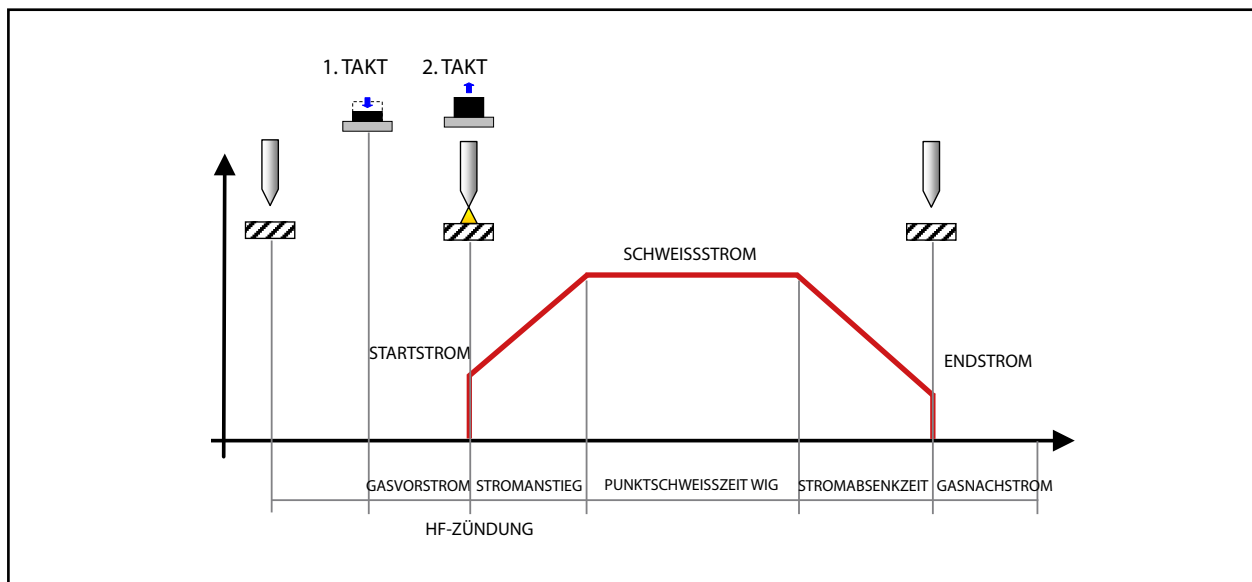 1. TAKT
2. TAKT
SCHWEISSSTROM
STARTSTROM
ENDSTROM
GASVORSTROM
STROMANSTIEG
PUNKTSCHWEISSZEIT WIG
STROMABSENKZEIT
GASNACHSTROM
HF-ZÜNDUNG